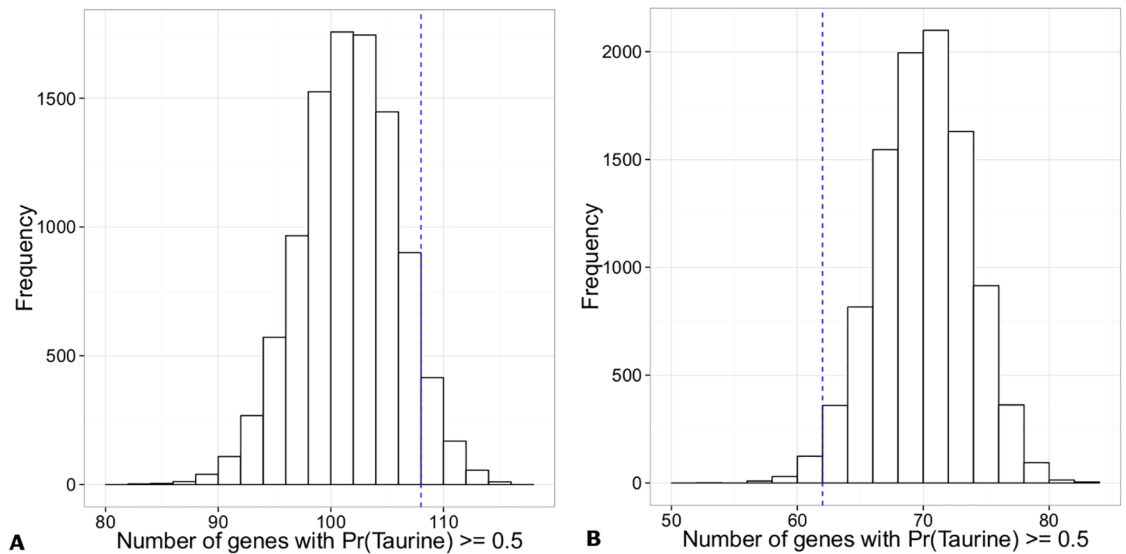 Frequency
1500
1000
500
0
80
90
100
110
Number of genes with Pr(Taurine) >= 0.5
A
Frequency
2000
1500
1000
500
0
50
60
70
80
Number of genes with Pr(Taurine) >= 0.5
B